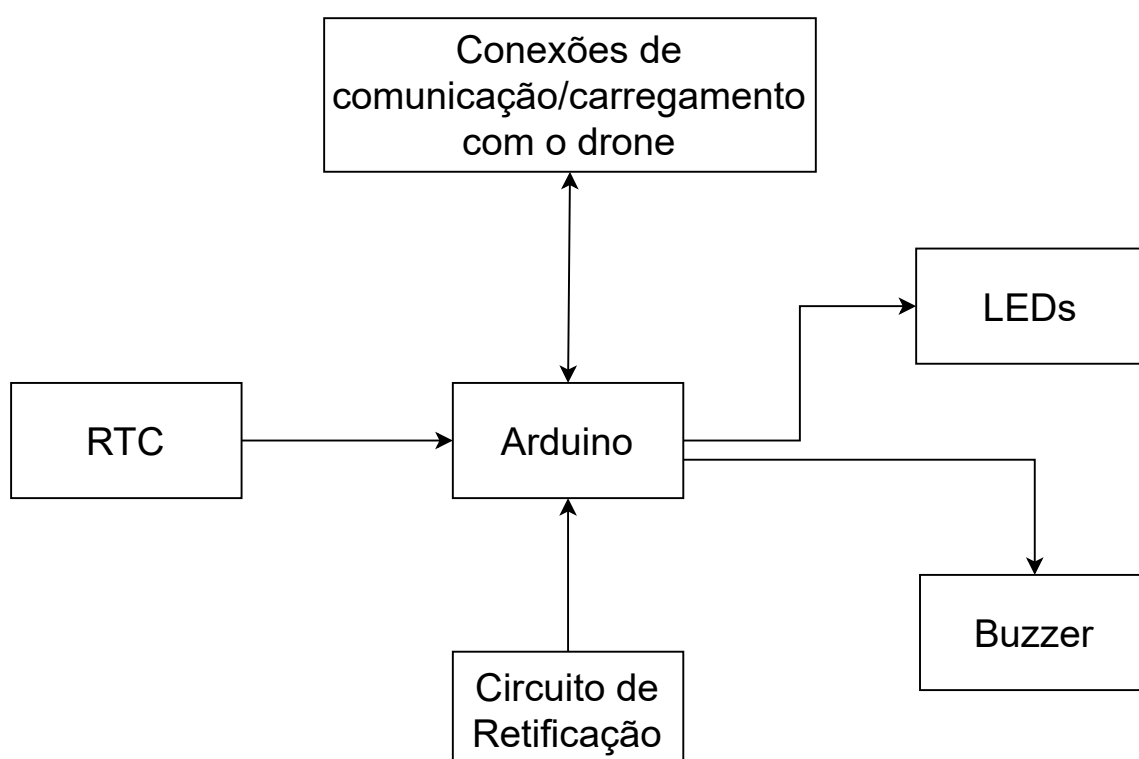 Conexões de
comunicação/carregamento
com o drone
LEDs
RTC
Arduino
Buzzer
Circuito de
Retificação